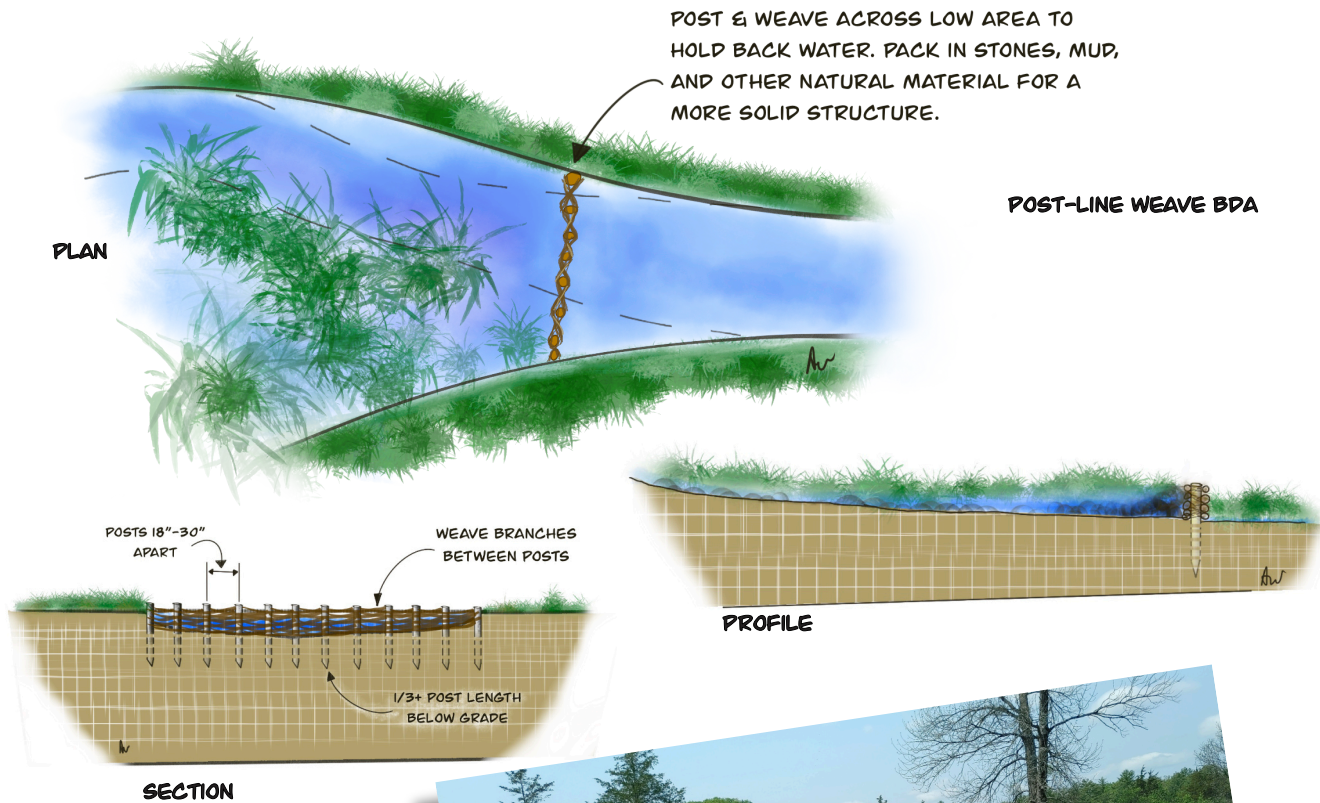 POST & WEAVE ACROSS LOW AREA TO
HOLD BACK WATER. PACK IN STONES, MUD,
AND OTHER NATURAL MATERIAL FOR A
MORE SOLID STRUCTURE.
POST-LINE WEAVE BDA
PLAN
POSTS 18"-30"
APART
WEAVE BRANCHES
BETWEEN POSTS
1/3+ POST LENGTH
BELOW GRADE
SECTION
PROFILE